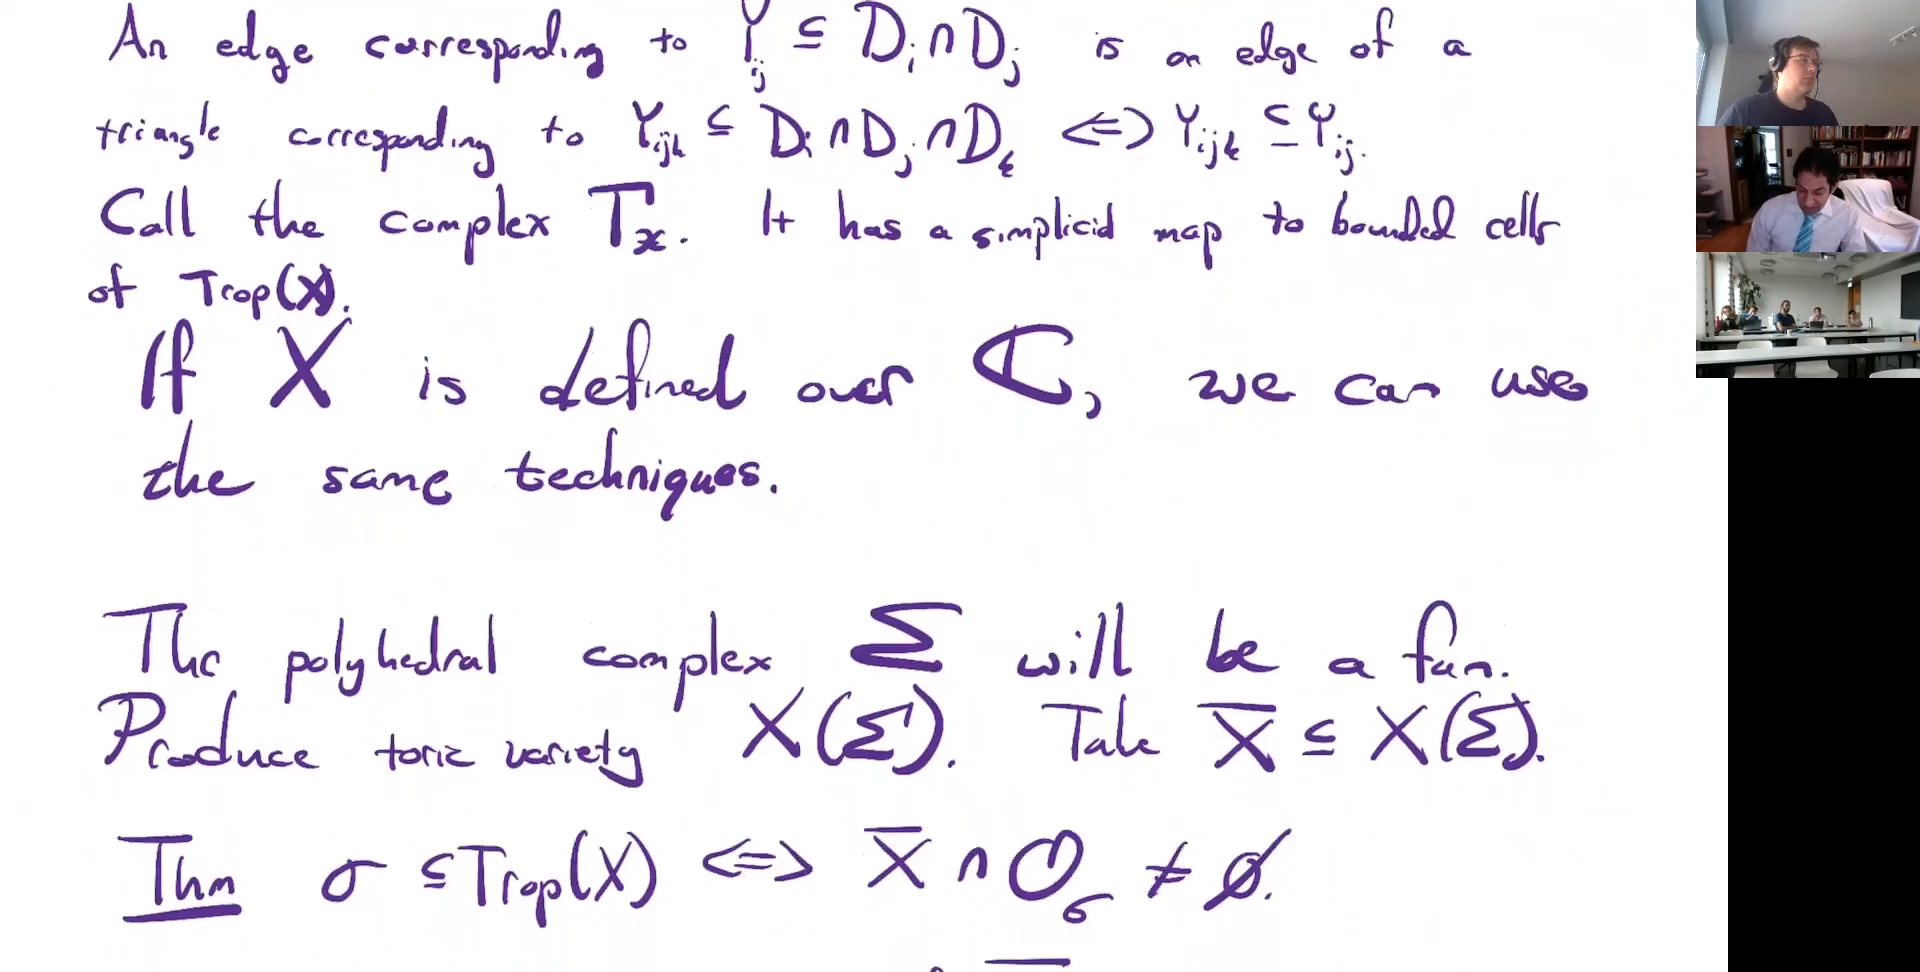 An edge corresponding to Y_ij ⊆ D_i ∩ D_j is an edge of a
triangle corresponding to Y_ijk ⊆ D_i ∩ D_j ∩ D_k <=> Y_ijk ⊆ Y_ij.
Call the complex T_x. It has a simplicid map to bounded cells
of Trop(X).
If X is defined over ℂ, we can use
the same techniques.
The polyhedral complex Σ will be a fan.
Produce toric variety X(Σ). Take X̄ ⊆ X(Σ).
Thm σ ⊆ Trop(X) <=> X̄ ∩ O_σ ≠ ∅.